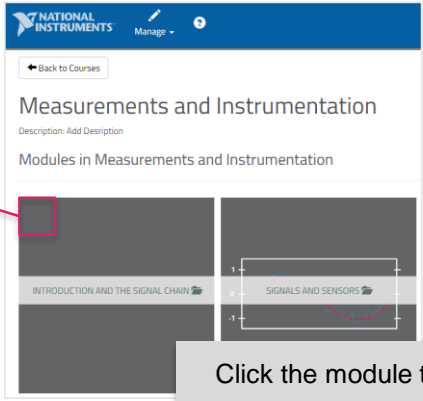 NATIONAL
INSTRUMENTS
Manage
?
Back to Courses
Measurements and Instrumentation
Description: Add Desription
Modules in Measurements and Instrumentation
INTRODUCTION AND THE SIGNAL CHAIN
1
0
SIGNALS AND SENSORS
-1
Click the module